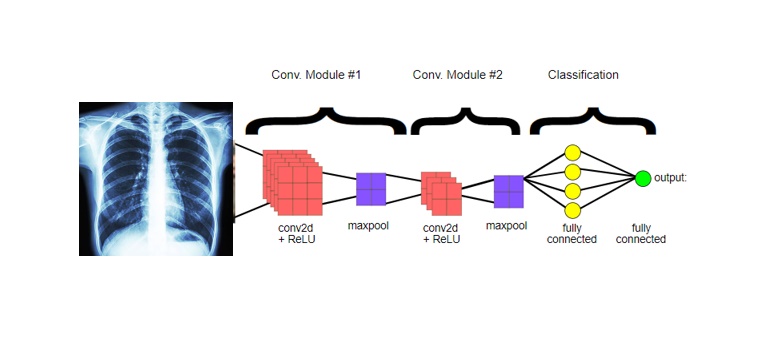 Conv. Module #1
Conv. Module #2
Classification
output:
conv2d
+ ReLU
maxpool
conv2d
+ ReLU
maxpool
fully
connected
fully
connected